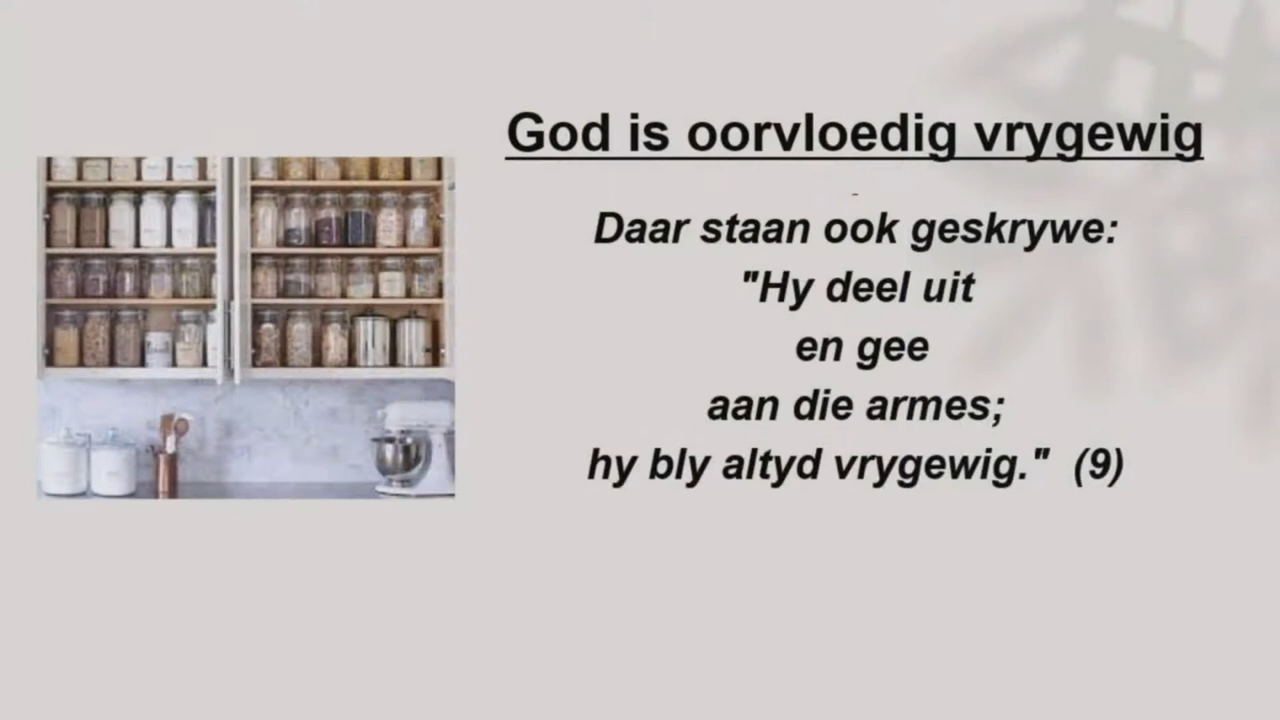 God is oorvloedig vrygewig
-
Daar staan ook geskrywe:
"Hy deel uit
en gee
aan die armes;
hy bly altyd vrygewig." (9)